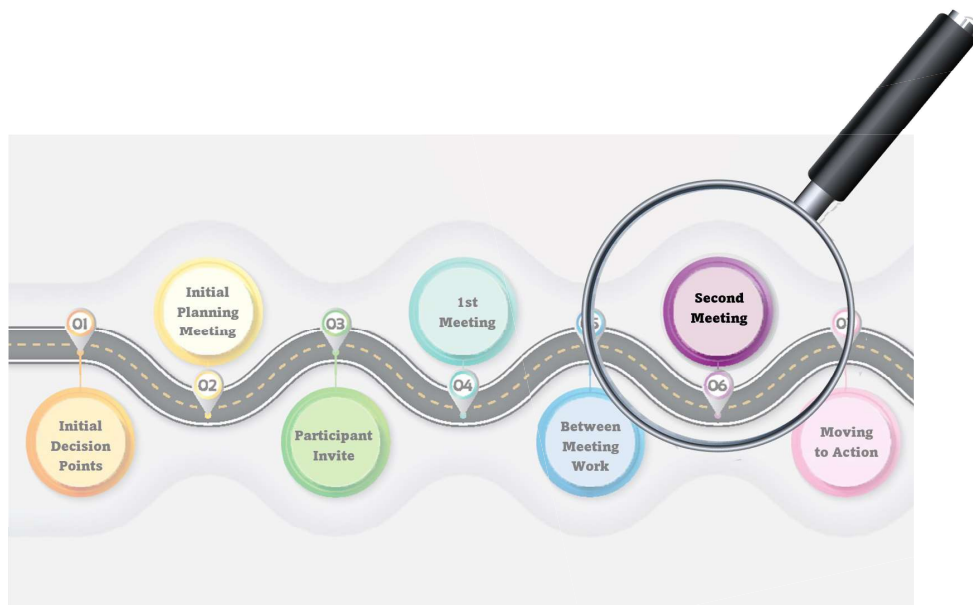 01
Initial
Decision
Points
Initial
Planning
Meeting
02
03
Participant
Invite
1st
Meeting
04
Between
Meeting
Work
Second
Meeting
06
Moving
to Action